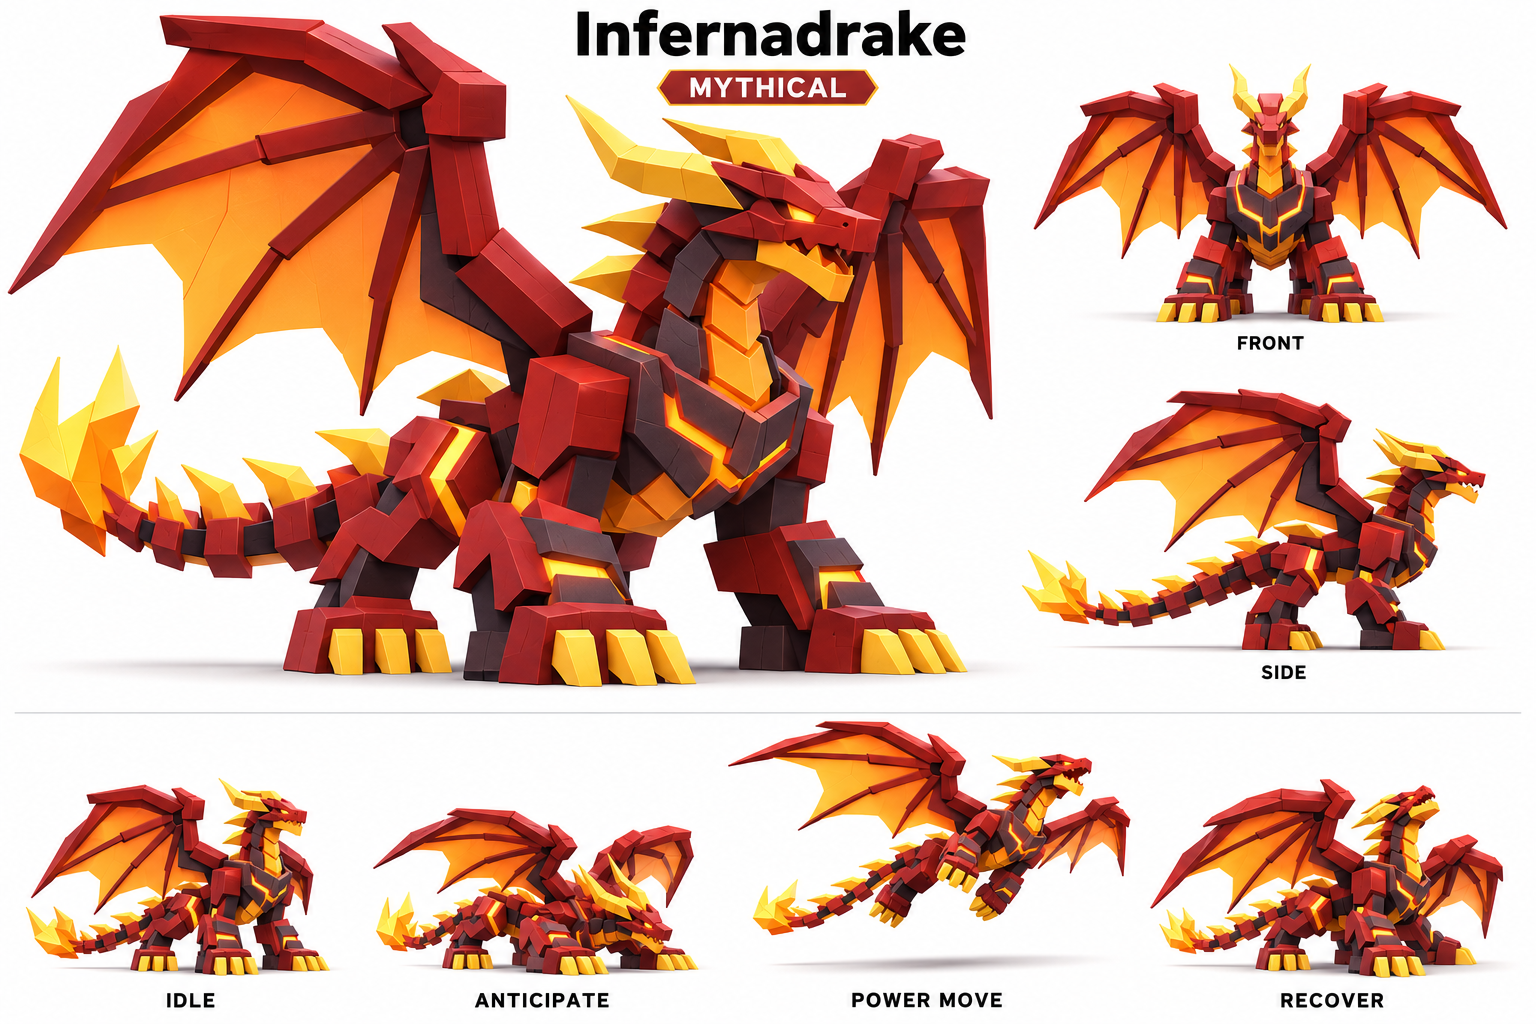 Infernadrake
MYTHICAL
FRONT
SIDE
IDLE
ANTICIPATE
POWER MOVE
RECOVER